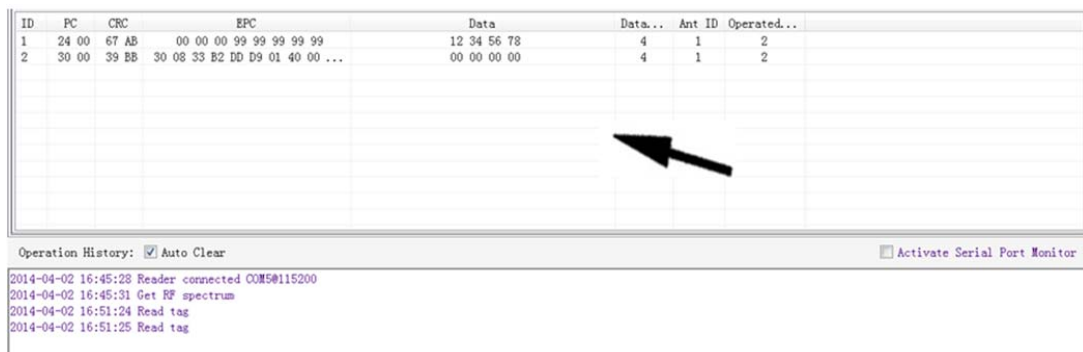 ID PC CRC EPC Data Data... Ant ID Operated...
1 24 00 67 AB 00 00 00 99 99 99 99 99 12 34 56 78 4 1 2
2 30 00 39 BB 30 08 33 B2 DD D9 01 40 00 ... 00 00 00 00 4 1 2
Operation History: Auto Clear Activate Serial Port Monitor
2014-04-02 16:45:28 Reader connected COM5@115200
2014-04-02 16:45:31 Get RF spectrum
2014-04-02 16:51:24 Read tag
2014-04-02 16:51:25 Read tag